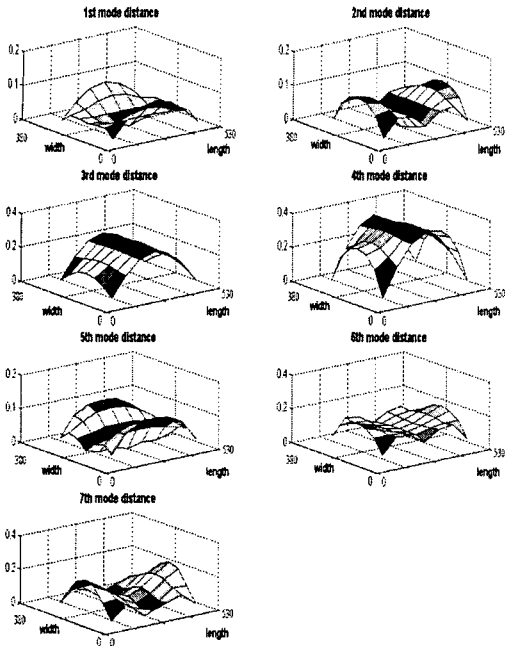 1st mode distance
0.2
0.1
0
380
width
0 0
length
530
2nd mode distance
0.2
0.1
0
380
width
0 0
length
530
3rd mode distance
0.4
0.2
0
380
width
0 0
length
530
4th mode distance
0.4
0.2
0
380
width
0 0
length
530
5th mode distance
0.2
0.1
0
380
width
0 0
length
530
6th mode distance
0.4
0.2
0
380
width
0 0
length
530
7th mode distance
0.4
0.2
0
380
width
0 0
length
530